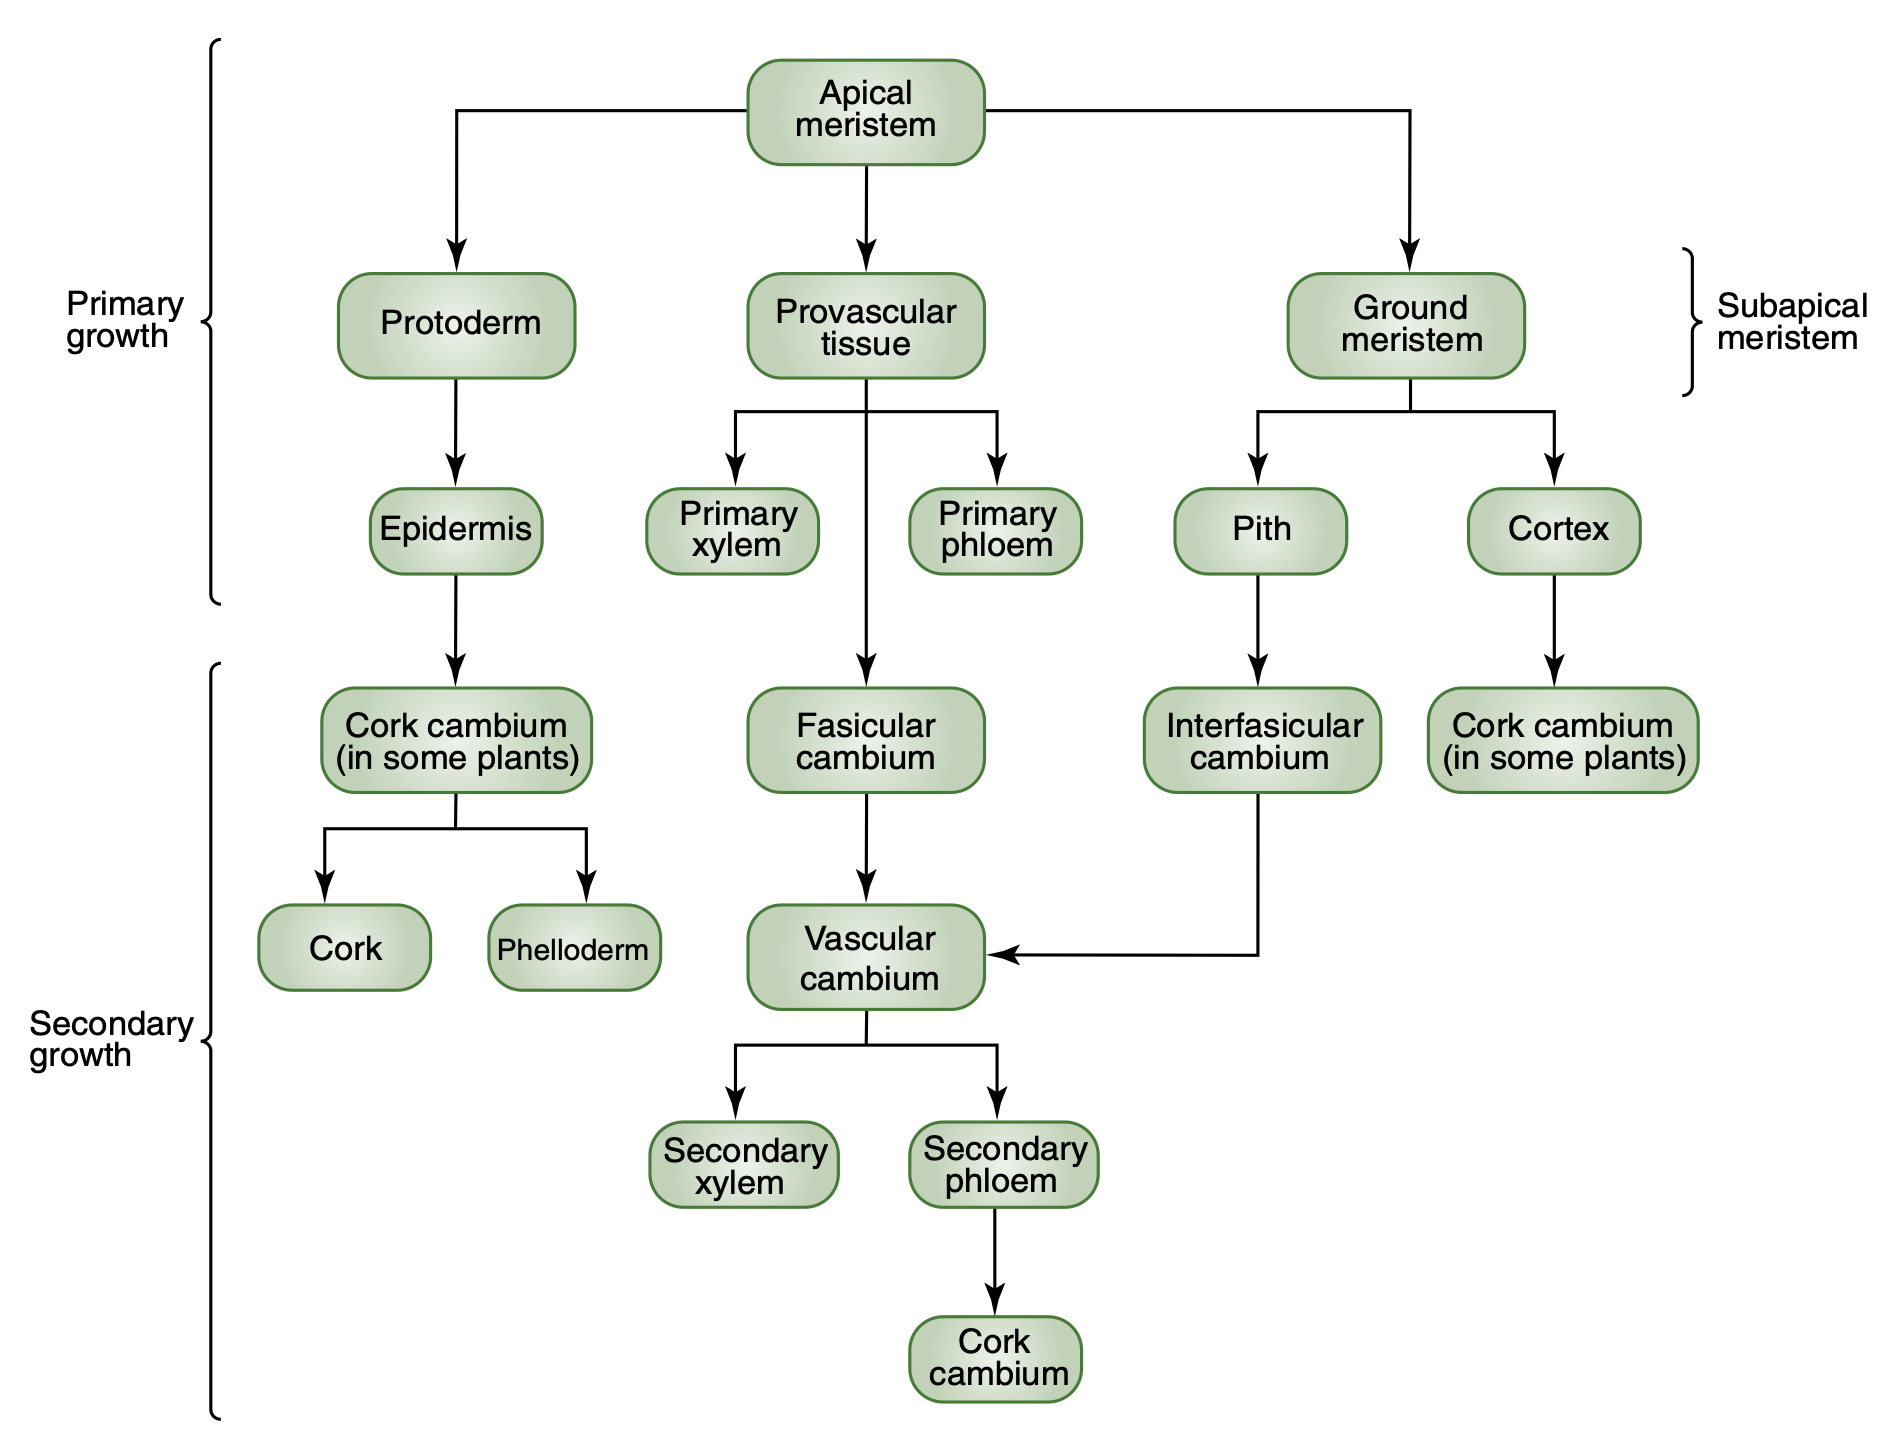 Apical
meristem
Primary
growth
Protoderm
Provascular
tissue
Ground
meristem
Subapical
meristem
Epidermis
Primary
xylem
Primary
phloem
Pith
Cortex
Cork cambium
(in some plants)
Fasicular
cambium
Interfasicular
cambium
Cork cambium
(in some plants)
Cork
Phelloderm
Vascular
cambium
Secondary
growth
Secondary
xylem
Secondary
phloem
Cork
cambium